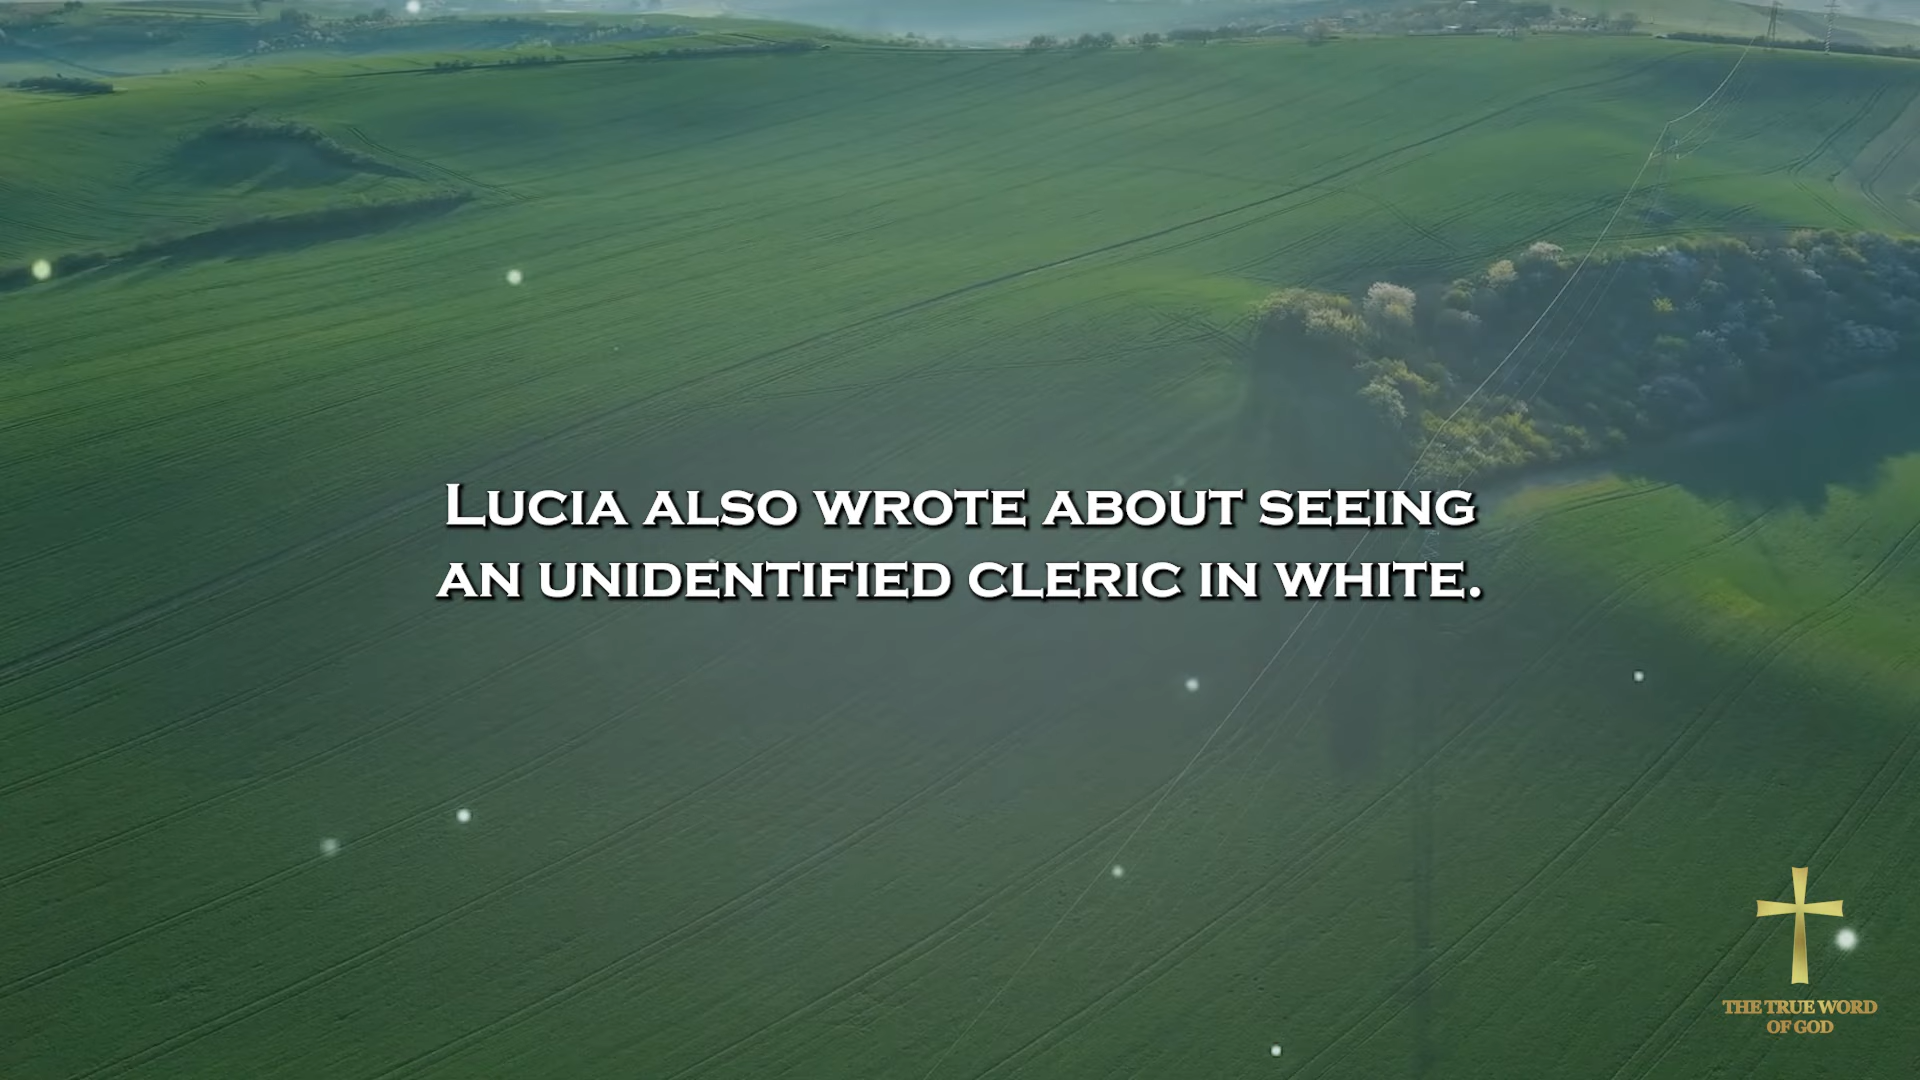 Lucia also wrote about seeing
an unidentified cleric in white.
THE TRUE WORD
OF GOD